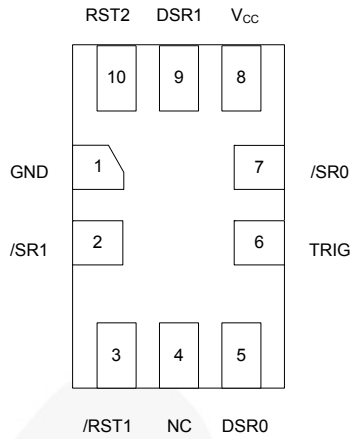 RST2 DSR1 VCC
10 9 8
GND 1 7 /SR0
/SR1 2 6 TRIG
3 4 5
/RST1 NC DSR0